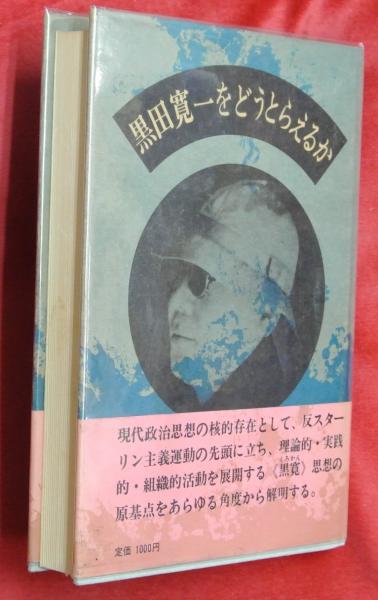 黒田寛一をどうとらえるか
現代政治思想の核的存在として、反スター
リン主義運動の先頭に立ち、理論的・実践
的・組織的活動を展開する〈黒寛〉思想の
くろかん
原基点をあらゆる角度から解明する。
定価 1000円